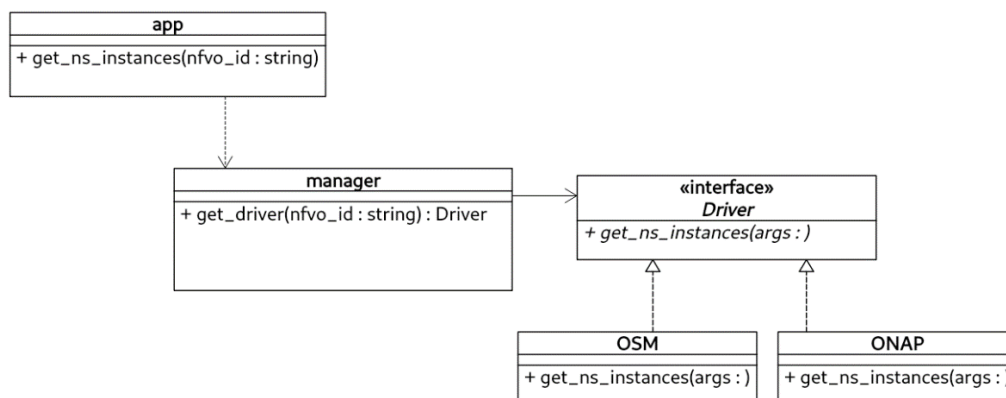 app
+ get_ns_instances(nfvo_id : string)
manager
+ get_driver(nfvo_id : string) : Driver
«interface»
Driver
+ get_ns_instances(args : )
OSM
+ get_ns_instances(args : )
ONAP
+ get_ns_instances(args : )